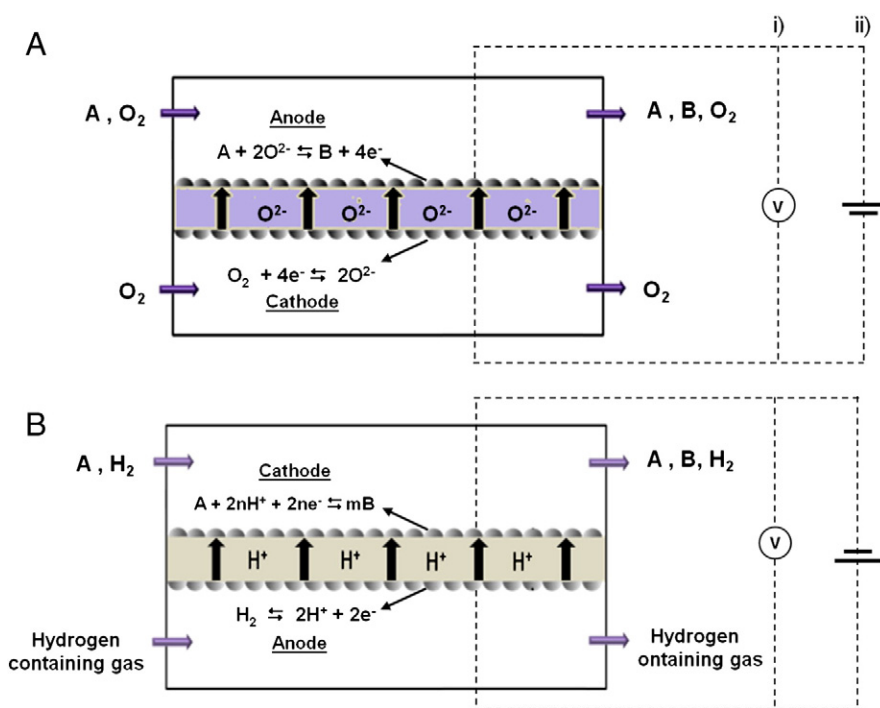 A
i)
ii)
A , O₂
A, B, O₂
Anode
A + 2O²⁻ ⇆ B + 4e⁻
O²⁻ O²⁻ O²⁻ O²⁻
V
O₂ + 4e⁻ ⇆ 2O²⁻
Cathode
O₂
O₂
B
A , H₂
A, B, H₂
Cathode
A + 2nH⁺ + 2ne⁻ ⇆ mB
H⁺ H⁺ H⁺ H⁺
V
H₂ ⇆ 2H⁺ + 2e⁻
Anode
Hydrogen
containing gas
Hydrogen
ontaining gas